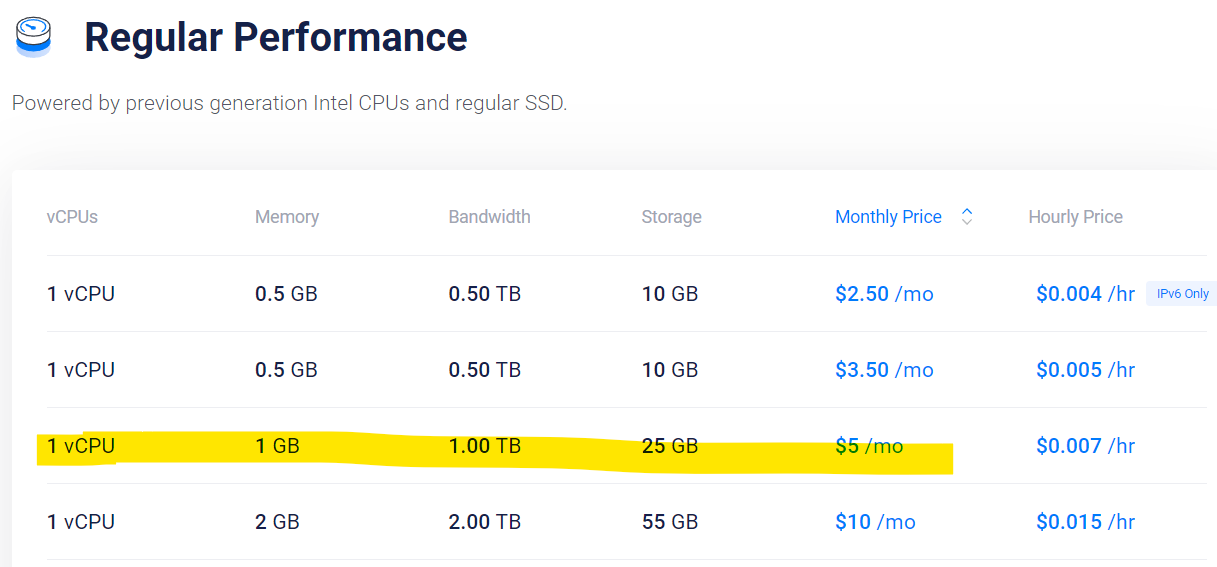 Regular Performance
Powered by previous generation Intel CPUs and regular SSD.
vCPUs Memory Bandwidth Storage Monthly Price Hourly Price
1 vCPU 0.5 GB 0.50 TB 10 GB $2.50 /mo $0.004 /hr IPv6 Only
1 vCPU 0.5 GB 0.50 TB 10 GB $3.50 /mo $0.005 /hr
1 vCPU 1 GB 1.00 TB 25 GB $5 /mo $0.007 /hr
1 vCPU 2 GB 2.00 TB 55 GB $10 /mo $0.015 /hr